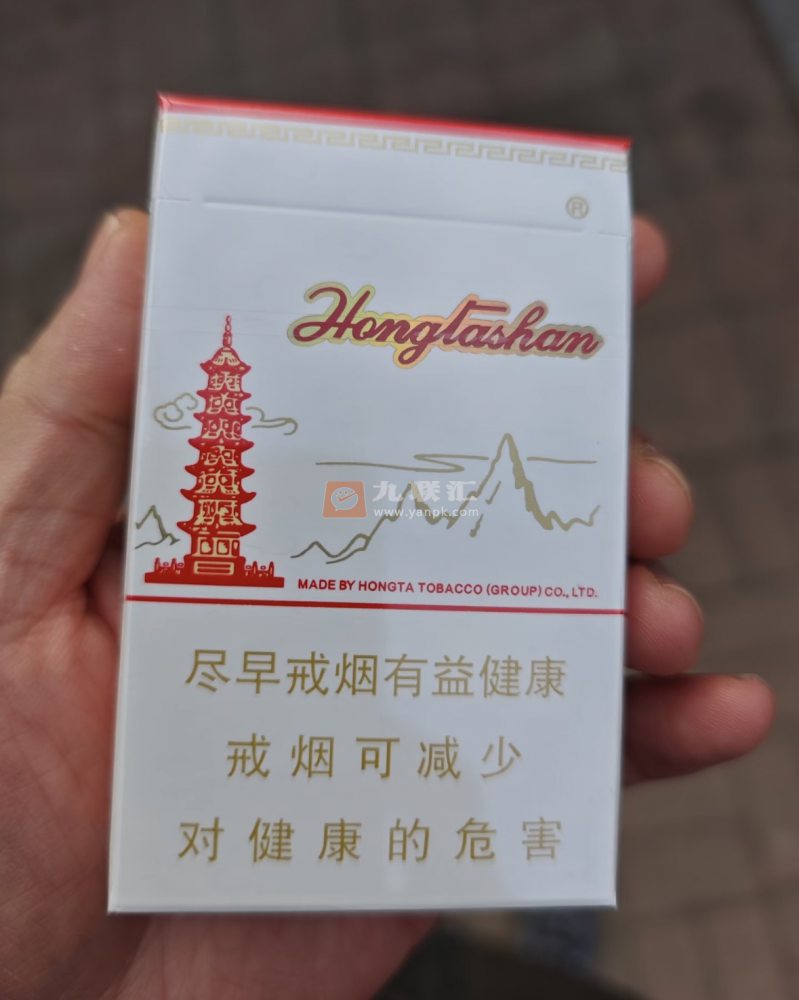 ®
Hongtashan
九联汇
www.yanpk.com
MADE BY HONGTA TOBACCO (GROUP) CO., LTD.
尽早戒烟有益健康
戒烟可减少
对健康的危害